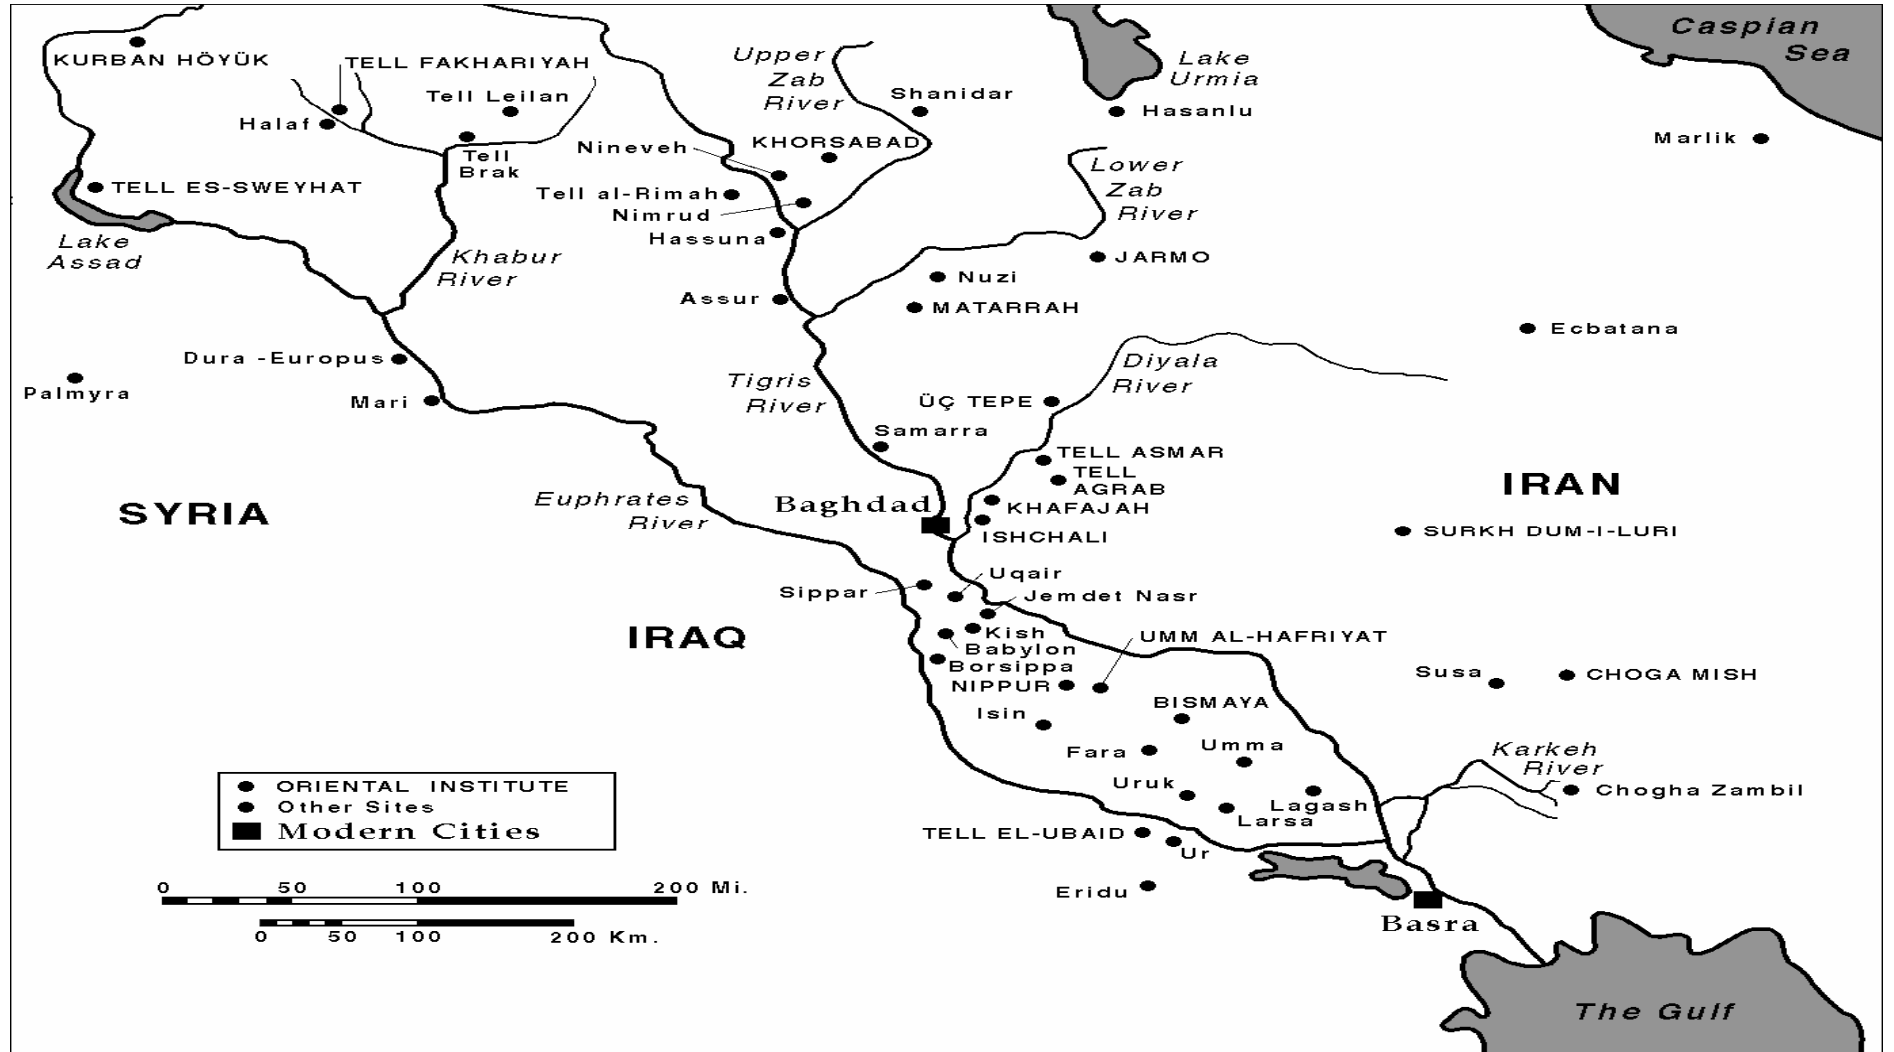 Caspian
Sea
KURBAN HÖYÜK
TELL FAKHARIYAH
Upper
Zab
River
Lake
Urmia
Tell Leilan
Shanidar
Hasanlu
Halaf
Marlik
Nineveh
KHORSABAD
Tell
Brak
Lower
Zab
River
TELL ES-SWEYHAT
Tell al-Rimah
Nimrud
Hassuna
Lake
Assad
Khabur
River
JARMO
Nuzi
Assur
MATARRAH
Ecbatana
Dura -Europus
Diyala
River
Palmyra
Mari
Tigris
River
ÜÇ TEPE
Samarra
TELL ASMAR
TELL
AGRAB
IRAN
SYRIA
Euphrates
River
Baghdad
KHAFAJAH
ISHCHALI
SURKH DUM-I-LURI
Uqair
Sippar
Jemdet Nasr
IRAQ
Kish
UMM AL-HAFRIYAT
Babylon
Borsippa
NIPPUR
Susa
CHOGA MISH
BISMAYA
Isin
Fara
Umma
Karkeh
River
Uruk
Chogha Zambil
Lagash
Larsa
TELL EL-UBAID
Ur
Eridu
Basra
The Gulf
ORIENTAL INSTITUTE
Other Sites
Modern Cities
0 50 100 200 Mi.
0 50 100 200 Km.